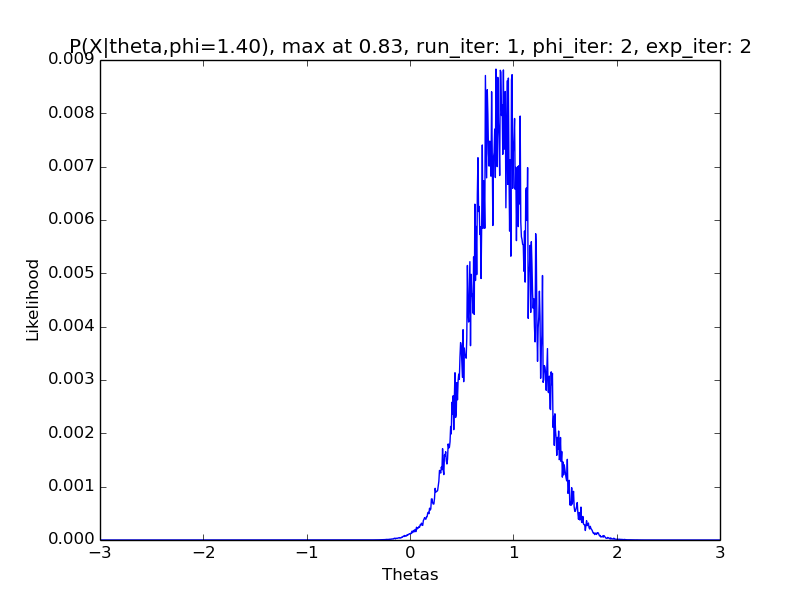 P(X|theta,phi=1.40), max at 0.83, run_iter: 1, phi_iter: 2, exp_iter: 2
0.009
0.008
0.007
0.006
0.005
0.004
0.003
0.002
0.001
0.000
Likelihood
−3 −2 −1 0 1 2 3
Thetas